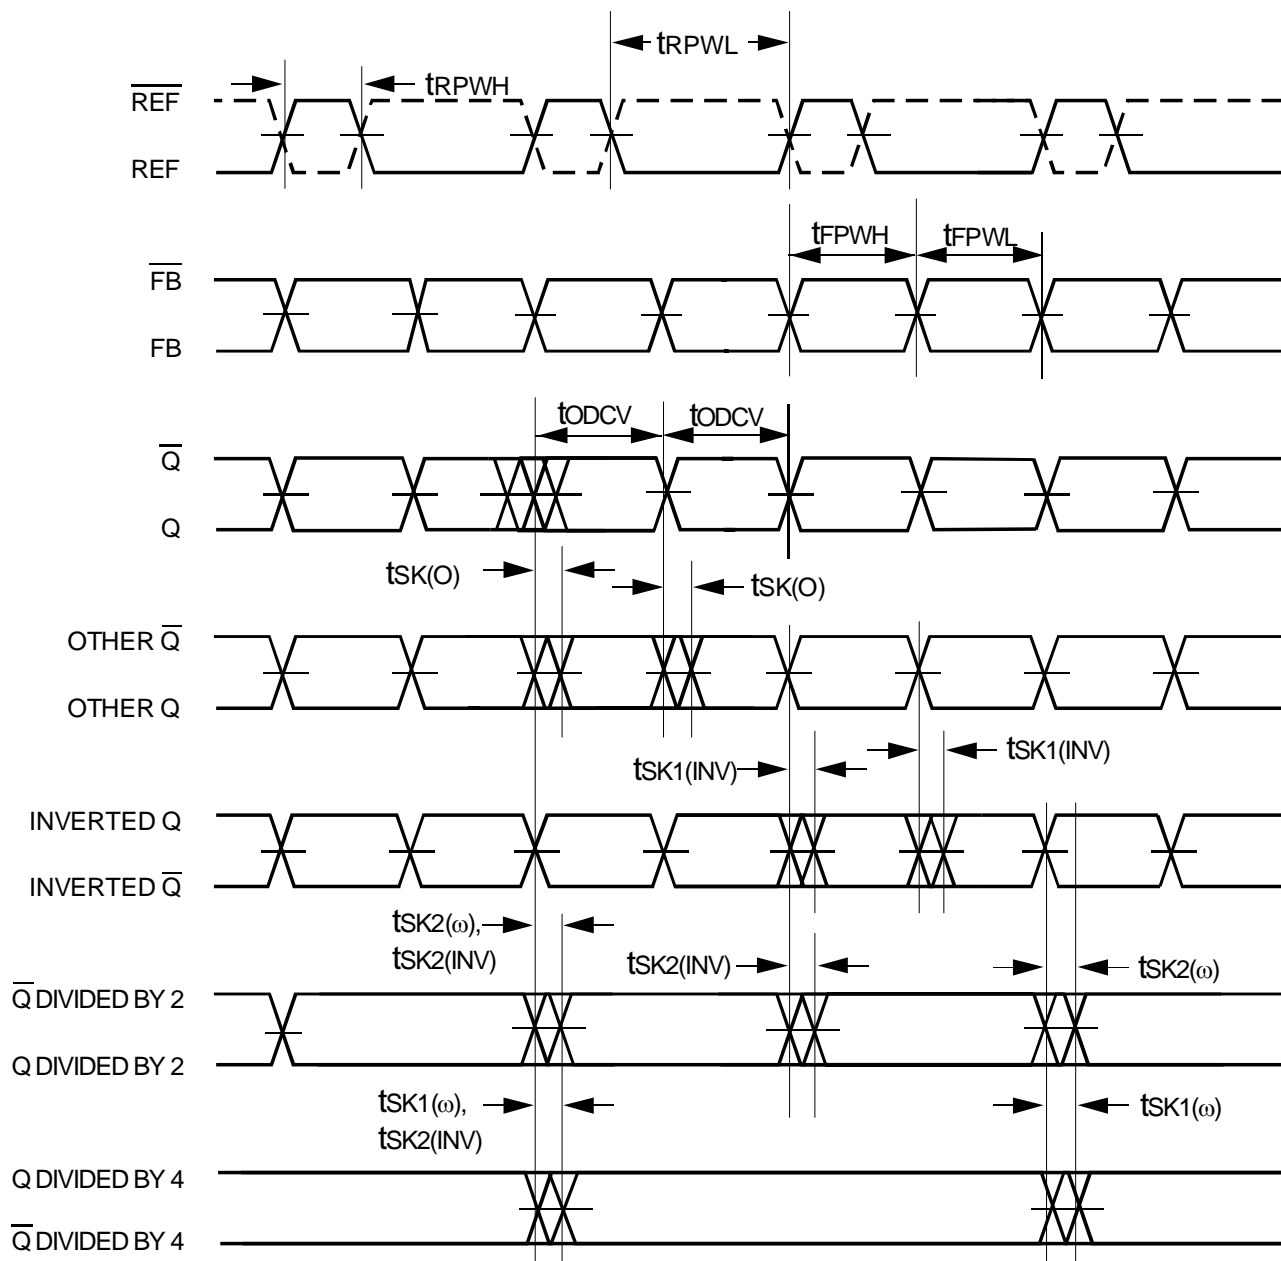 tRPWL
tRPWH
R̅E̅F̅
REF
tFPWH
tFPWL
F̅B̅
FB
tODCV
tODCV
Q̅
Q
tSK(O)
tSK(O)
OTHER Q̅
OTHER Q
tSK1(INV)
tSK1(INV)
INVERTED Q
INVERTED Q̅
tSK2(ω),
tSK2(INV)
tSK2(INV)
tSK2(ω)
Q̅ DIVIDED BY 2
Q DIVIDED BY 2
tSK1(ω),
tSK2(INV)
tSK1(ω)
Q DIVIDED BY 4
Q̅ DIVIDED BY 4